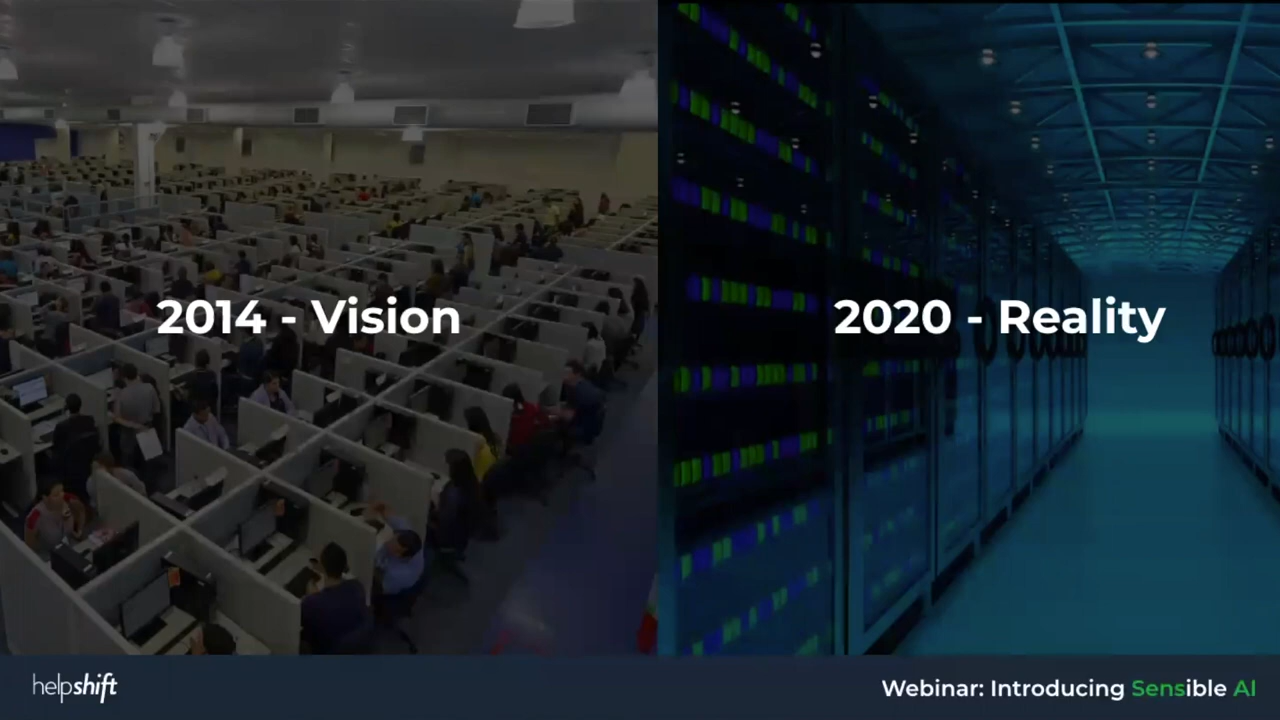 2014 - Vision
2020 - Reality
helpshift
Webinar: Introducing Sensible AI